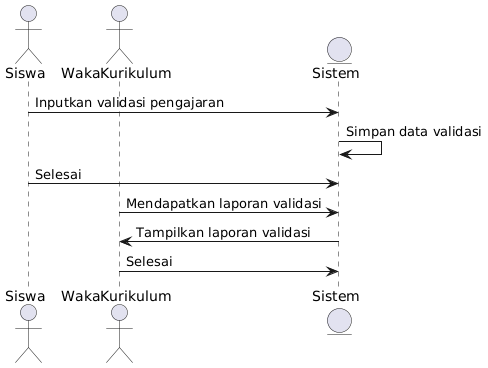 Siswa WakaKurikulum Sistem
Inputkan validasi pengajaran
Simpan data validasi
Selesai
Mendapatkan laporan validasi
Tampilkan laporan validasi
Selesai
Siswa WakaKurikulum Sistem